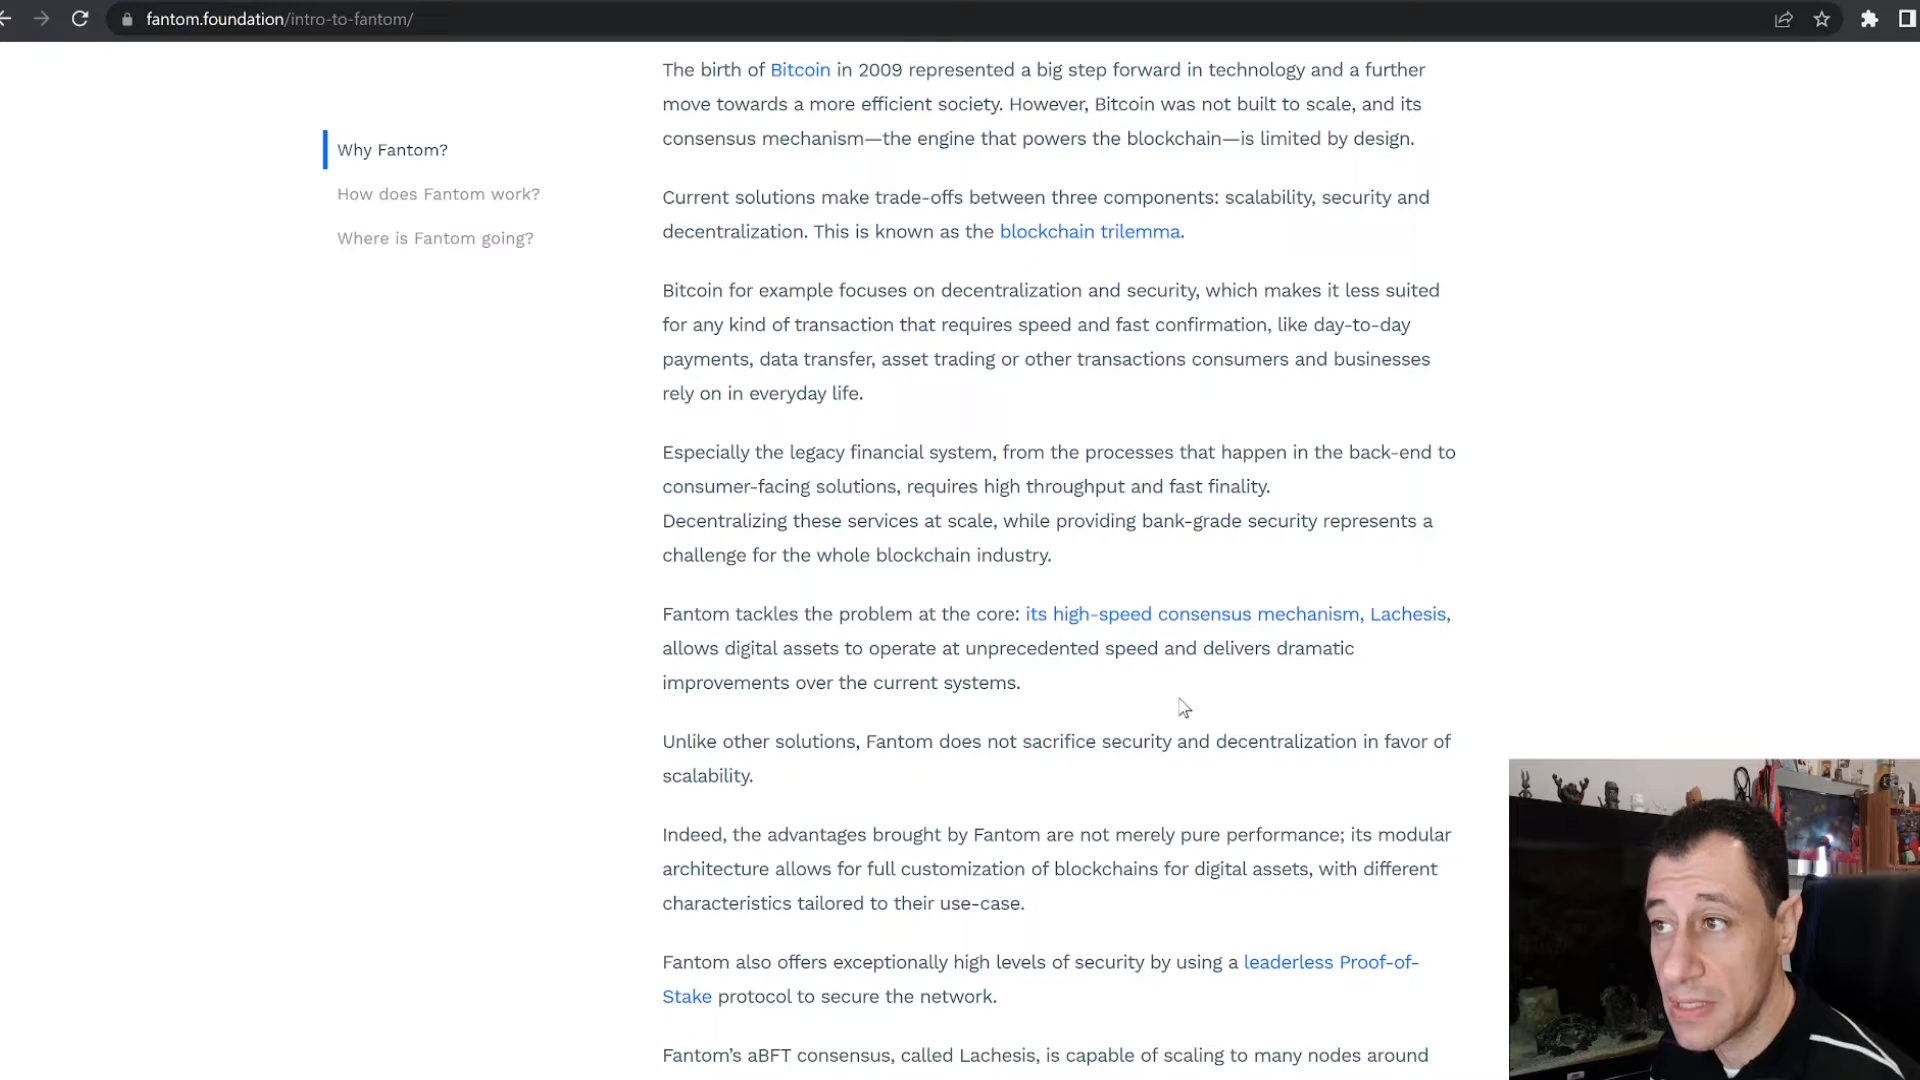 fantom.foundation/intro-to-fantom/
Why Fantom?
How does Fantom work?
Where is Fantom going?
The birth of Bitcoin in 2009 represented a big step forward in technology and a further
move towards a more efficient society. However, Bitcoin was not built to scale, and its
consensus mechanism—the engine that powers the blockchain—is limited by design.
Current solutions make trade-offs between three components: scalability, security and
decentralization. This is known as the blockchain trilemma.
Bitcoin for example focuses on decentralization and security, which makes it less suited
for any kind of transaction that requires speed and fast confirmation, like day-to-day
payments, data transfer, asset trading or other transactions consumers and businesses
rely on in everyday life.
Especially the legacy financial system, from the processes that happen in the back-end to
consumer-facing solutions, requires high throughput and fast finality.
Decentralizing these services at scale, while providing bank-grade security represents a
challenge for the whole blockchain industry.
Fantom tackles the problem at the core: its high-speed consensus mechanism, Lachesis,
allows digital assets to operate at unprecedented speed and delivers dramatic
improvements over the current systems.
Unlike other solutions, Fantom does not sacrifice security and decentralization in favor of
scalability.
Indeed, the advantages brought by Fantom are not merely pure performance; its modular
architecture allows for full customization of blockchains for digital assets, with different
characteristics tailored to their use-case.
Fantom also offers exceptionally high levels of security by using a leaderless Proof-of-
Stake protocol to secure the network.
Fantom's aBFT consensus, called Lachesis, is capable of scaling to many nodes around